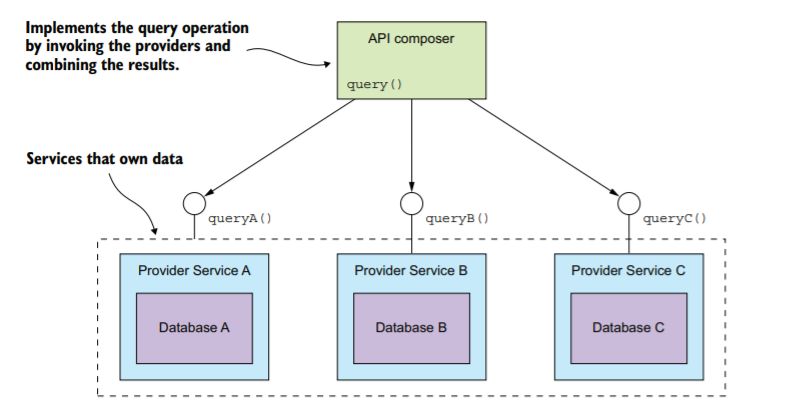 Implements the query operation
by invoking the providers and
combining the results.
API composer
query()
Services that own data
queryA()
queryB()
queryC()
Provider Service A
Provider Service B
Provider Service C
Database A
Database B
Database C